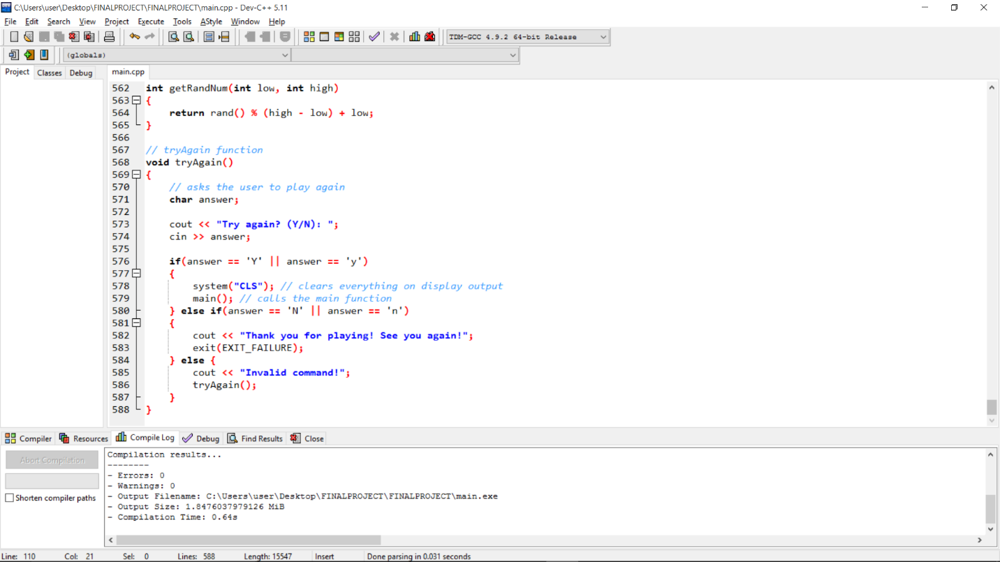 C:\Users\user\Desktop\FINALPROJECT\FINALPROJECT\main.cpp - Dev-C++ 5.11
File Edit Search View Project Execute Tools AStyle Window Help
TDM-GCC 4.9.2 64-bit Release
(globals)
Project Classes Debug main.cpp
562 int getRandNum(int low, int high)
563 {
564 return rand() % (high - low) + low;
565 }
566
567 // tryAgain function
568 void tryAgain()
569 {
570 // asks the user to play again
571 char answer;
572
573 cout << "Try again? (Y/N): ";
574 cin >> answer;
575
576 if(answer == 'Y' || answer == 'y')
577 {
578 system("CLS"); // clears everything on display output
579 main(); // calls the main function
580 } else if(answer == 'N' || answer == 'n')
581 {
582 cout << "Thank you for playing! See you again!";
583 exit(EXIT_FAILURE);
584 } else {
585 cout << "Invalid command!";
586 tryAgain();
587 }
588 }
Compiler Resources Compile Log Debug Find Results Close
Abort Compilation
Shorten compiler paths
Compilation results...
--------
- Errors: 0
- Warnings: 0
- Output Filename: C:\Users\user\Desktop\FINALPROJECT\FINALPROJECT\main.exe
- Output Size: 1.8476037979126 MiB
- Compilation Time: 0.64s
Line: 110 Col: 21 Sel: 0 Lines: 588 Length: 15547 Insert Done parsing in 0.031 seconds